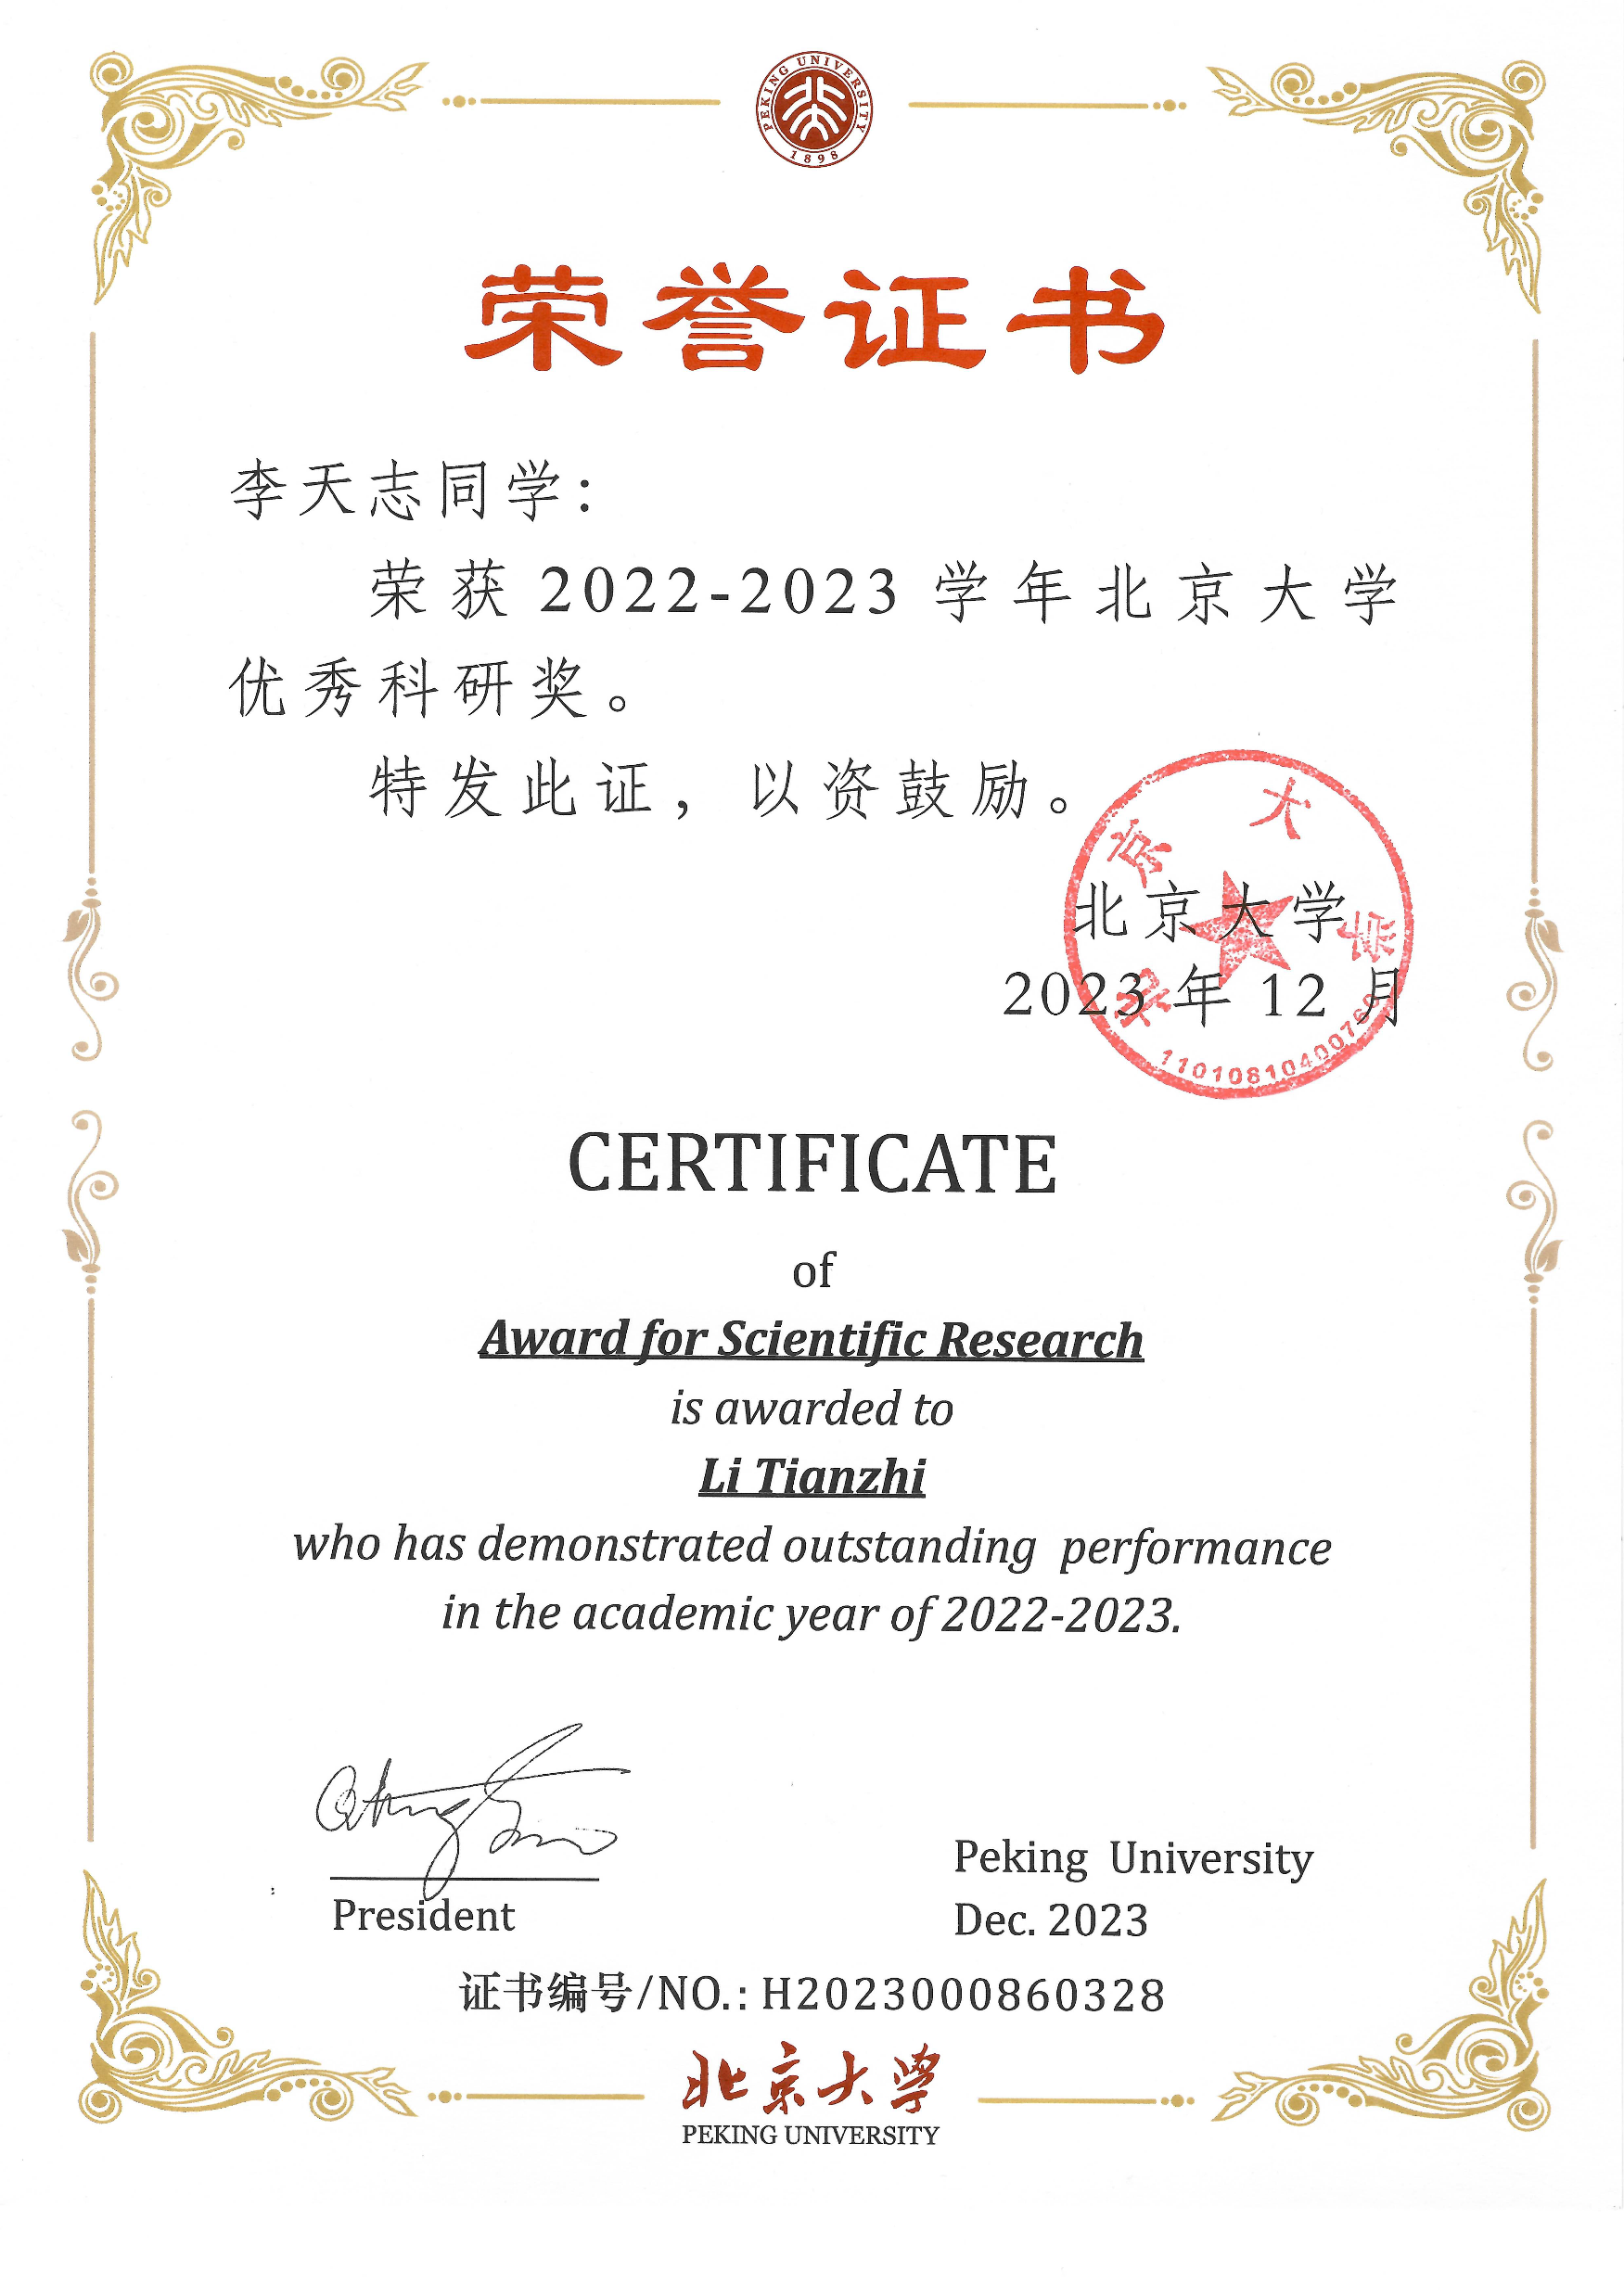 PEKING UNIVERSITY
1898
荣誉证书
李天志同学：
荣获2022-2023学年北京大学
优秀科研奖。
特发此证，以资鼓励。
北京大学
2023年12月
CERTIFICATE
of
Award for Scientific Research
is awarded to
Li Tianzhi
who has demonstrated outstanding performance
in the academic year of 2022-2023.
President
Peking University
Dec. 2023
证书编号/NO.: H2023000860328
北京大学
PEKING UNIVERSITY